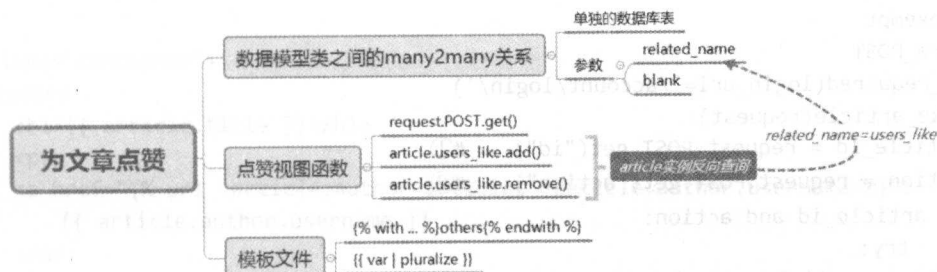 为文章点赞
数据模型类之间的many2many关系
单独的数据库表
参数
related_name
blank
点赞视图函数
request.POST.get()
article.users_like.add()
article.users_like.remove()
article实例反向查询
related_name=users_like
模板文件
{% with ... %}others{% endwith %}
{{ var | pluralize }}